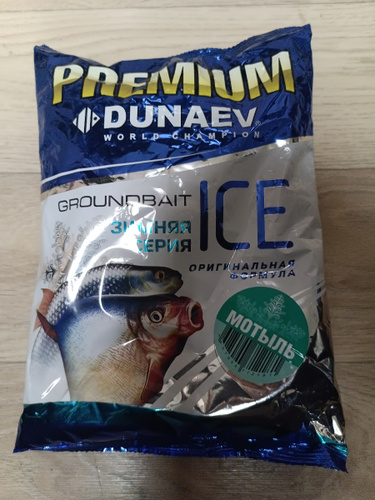 PREMIUM
DUNAEV®
WORLD CHAMPION
GROUNDBAIT
ICE
ЗИМНЯЯ
СЕРИЯ
ОРИГИНАЛЬНАЯ
ФОРМУЛА
МОТЫЛЬ